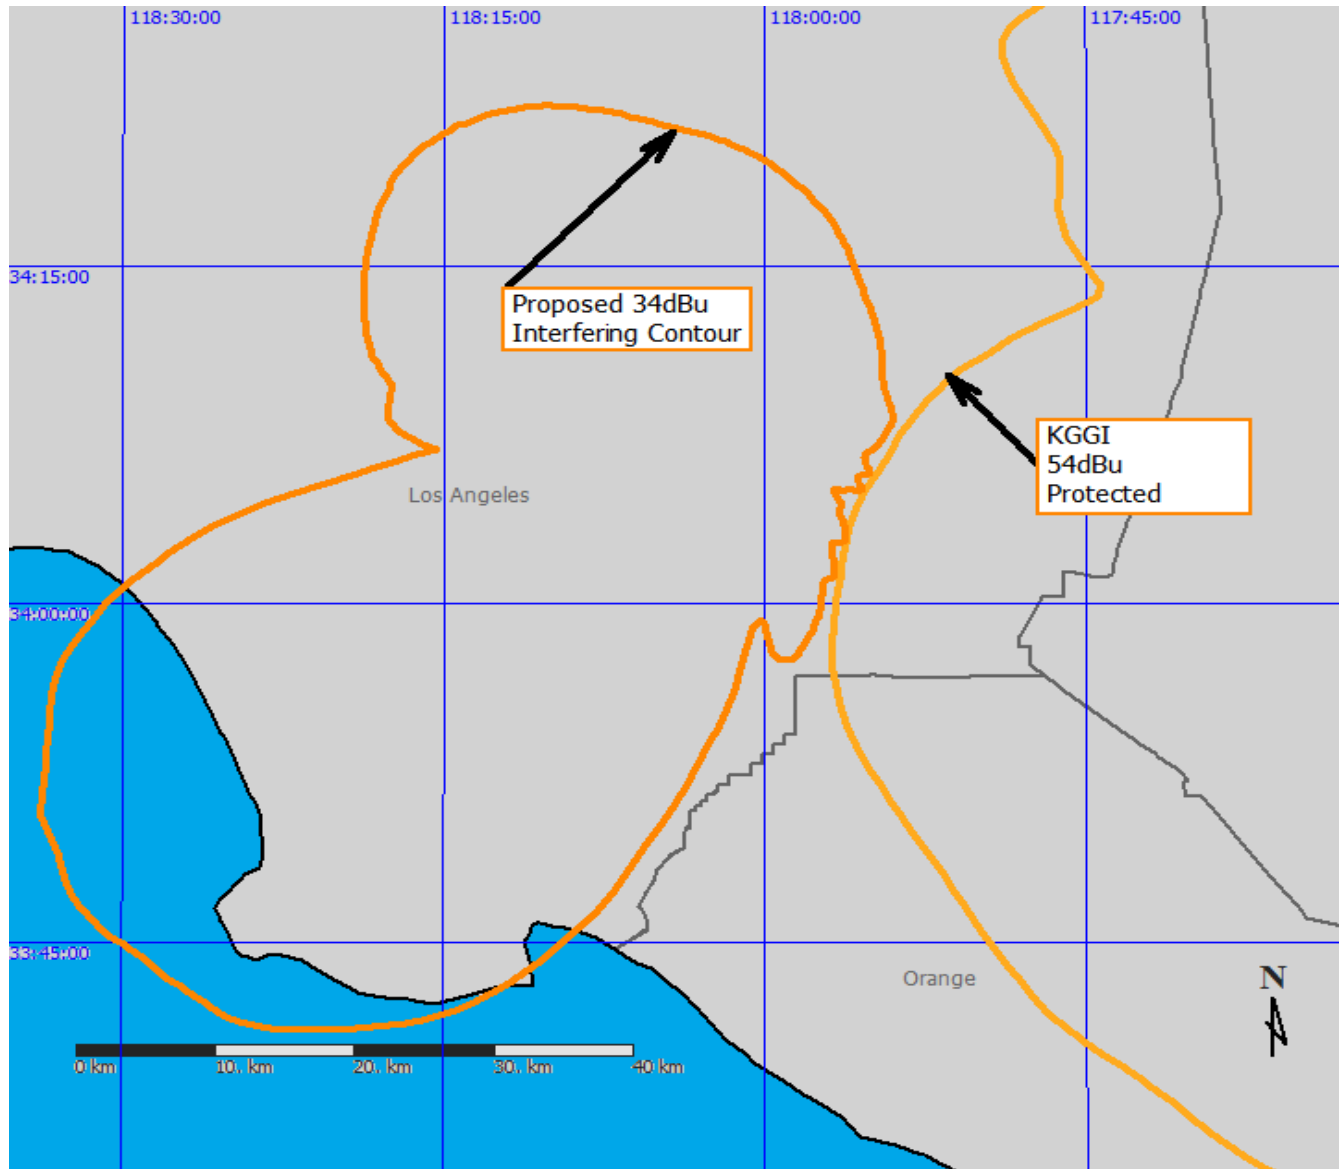 118:30:00
118:15:00
118:00:00
117:45:00
34:15:00
Proposed 34dBu
Interfering Contour
KGGI
54dBu
Protected
Los Angeles
34:00:00
33:45:00
Orange
N
0 km
10. km
20. km
30. km
40 km